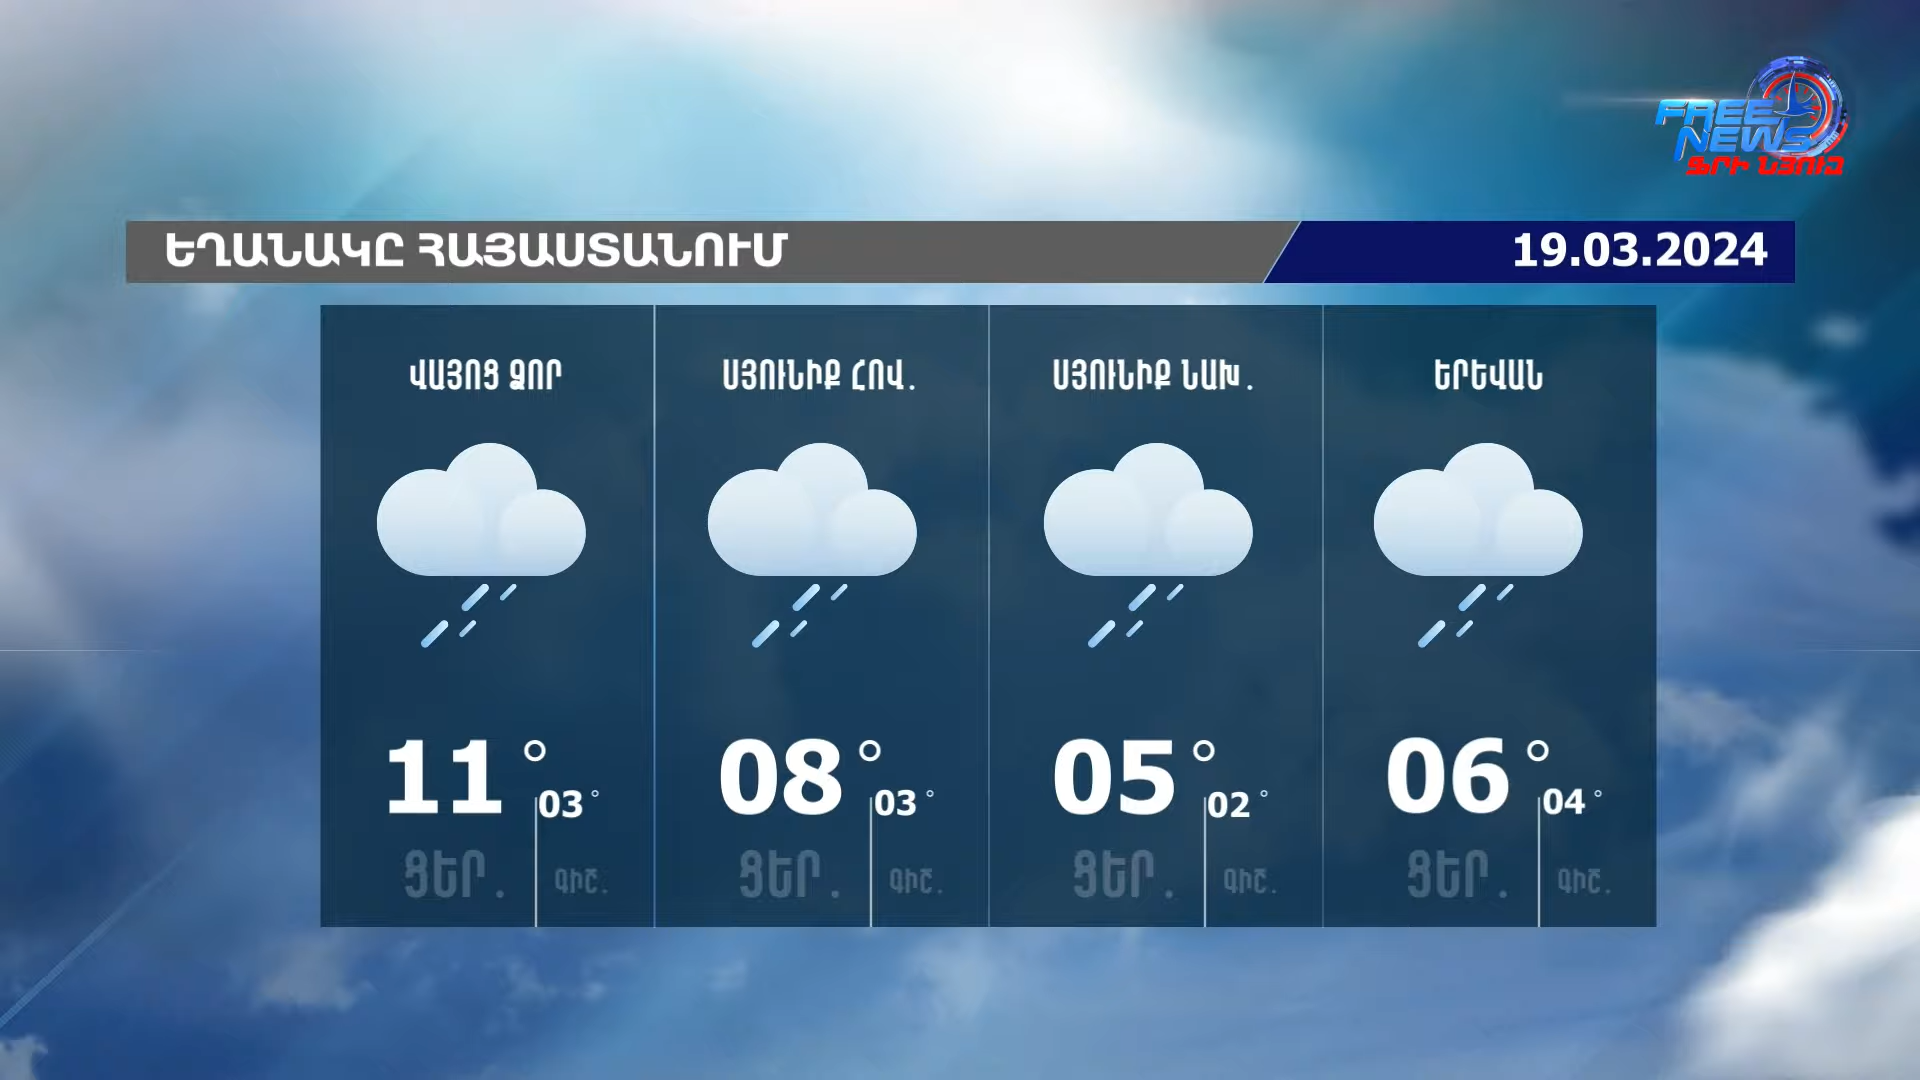 FREE
NEWS
ՖՐԻ ՆՅՈՒԶ
ԵՂԱՆԱԿԸ ՀԱՅԱՍՏԱՆՈՒՄ
19.03.2024
ՎԱՅՈՑ ՁՈՐ
ՍՅՈՒՆԻՔ ՀՈՎ.
ՍՅՈՒՆԻՔ ՆԱԽ.
ԵՐԵՎԱՆ
11° 03°
08° 03°
05° 02°
06° 04°
ՑԵՐ. ԳԻՇ.
ՑԵՐ. ԳԻՇ.
ՑԵՐ. ԳԻՇ.
ՑԵՐ. ԳԻՇ.